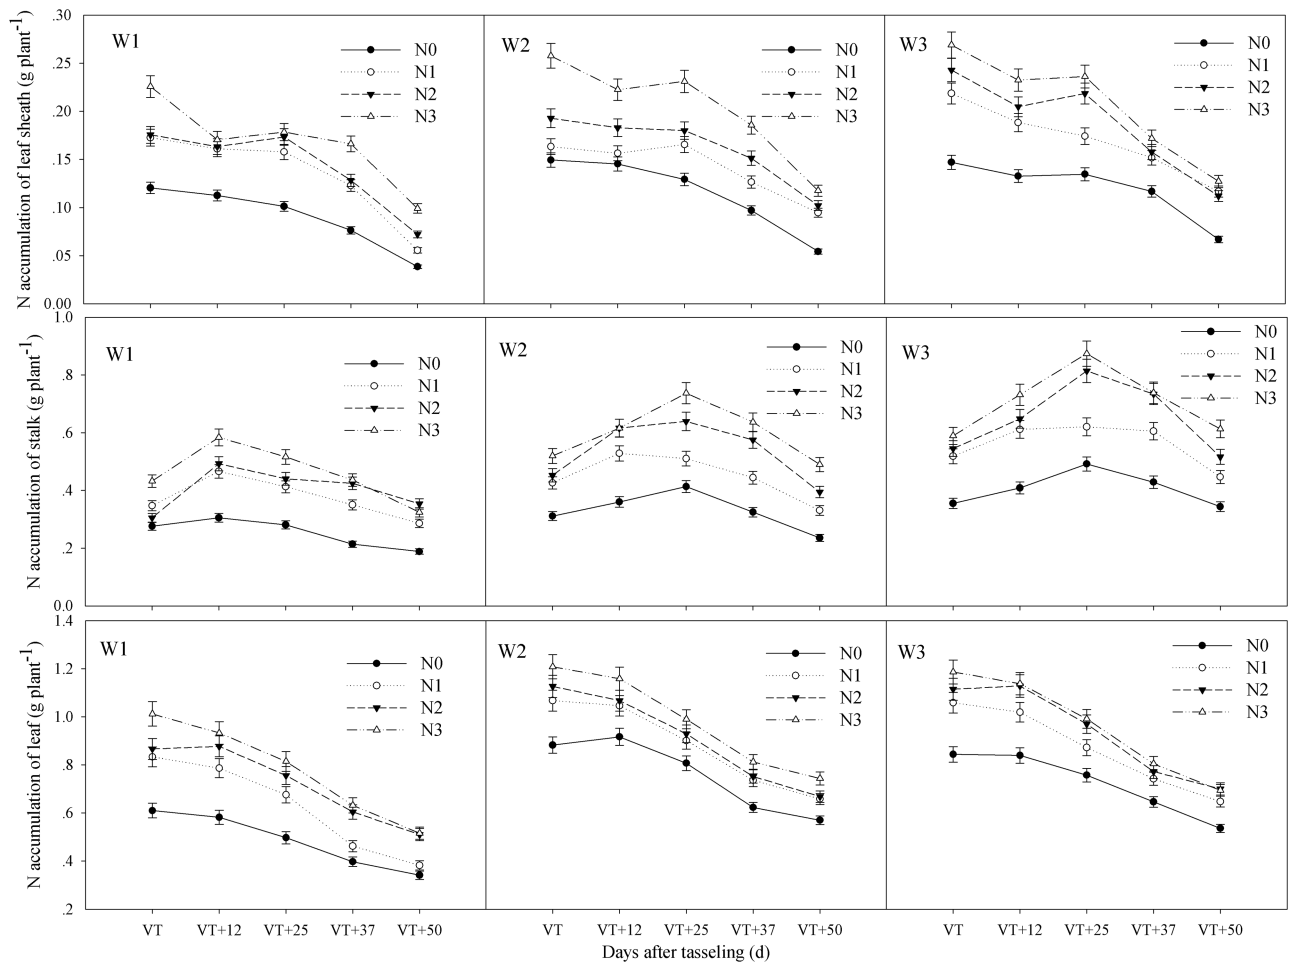 N accumulation of leaf sheath (g plant-1)
.30
.25
.20
.15
.10
.05
0.00
W1
N0
N1
N2
N3
W2
N0
N1
N2
N3
W3
N0
N1
N2
N3
N accumulation of stalk (g plant-1)
1.0
.8
.6
.4
.2
0.0
W1
N0
N1
N2
N3
W2
N0
N1
N2
N3
W3
N0
N1
N2
N3
N accumulation of leaf (g plant-1)
1.4
1.2
1.0
.8
.6
.4
.2
W1
N0
N1
N2
N3
W2
N0
N1
N2
N3
W3
N0
N1
N2
N3
VT VT+12 VT+25 VT+37 VT+50 VT VT+12 VT+25 VT+37 VT+50 VT VT+12 VT+25 VT+37 VT+50
Days after tasseling (d)